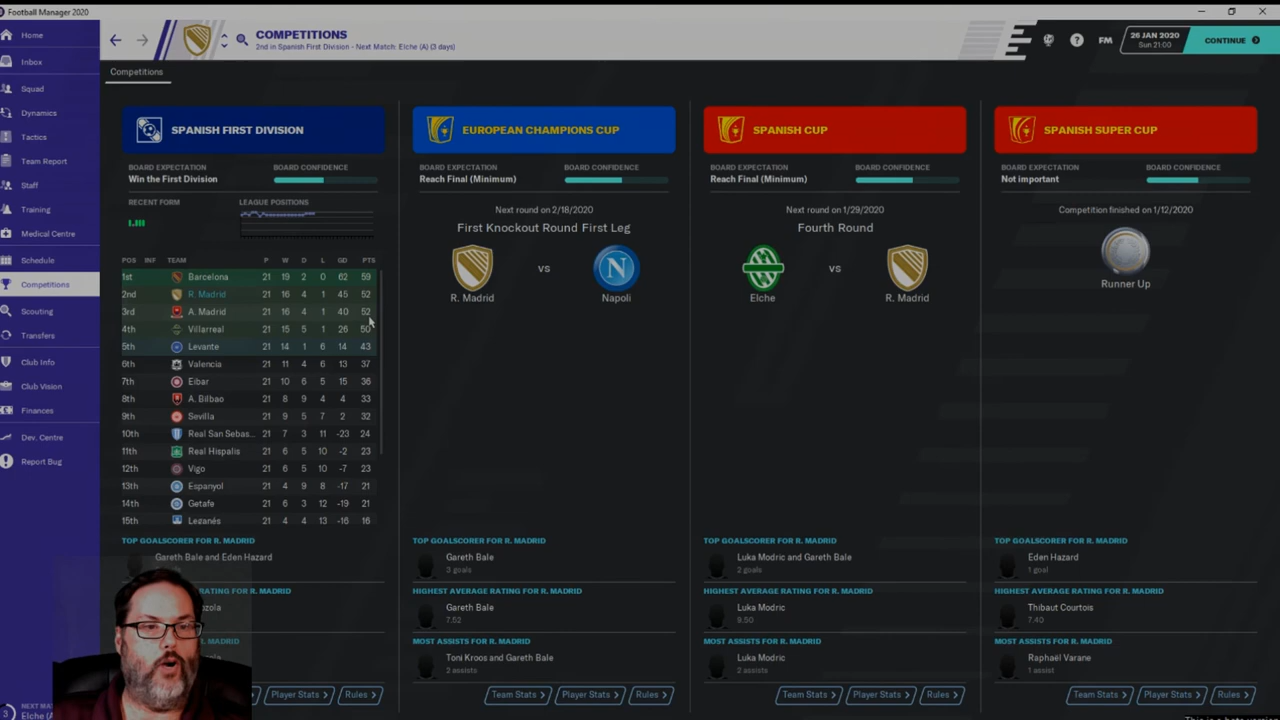 Football Manager 2020
Home
Inbox
Squad
Dynamics
Tactics
Team Report
Staff
Training
Medical Centre
Schedule
Competitions
Scouting
Transfers
Club Info
Club Vision
Finances
Dev. Centre
Report Bug
COMPETITIONS
2nd in Spanish First Division - Next Match: Elche (A) (3 days)
FM
26 JAN 2020
Sun 21:00
CONTINUE
Competitions
SPANISH FIRST DIVISION
BOARD EXPECTATION BOARD CONFIDENCE
Win the First Division
RECENT FORM LEAGUE POSITIONS
POS INF TEAM P W D L GD PTS
1st Barcelona 21 19 2 0 62 59
2nd R. Madrid 21 16 4 1 45 52
3rd A. Madrid 21 16 4 1 40 52
4th Villarreal 21 15 5 1 26 50
5th Levante 21 14 1 6 14 43
6th Valencia 21 11 4 6 13 37
7th Eibar 21 10 6 5 15 36
8th A. Bilbao 21 8 9 4 4 33
9th Sevilla 21 9 5 7 2 32
10th Real San Sebas... 21 7 3 11 -23 24
11th Real Hispalis 21 6 5 10 -2 23
12th Vigo 21 6 5 10 -7 23
13th Espanyol 21 4 9 8 -17 21
14th Getafe 21 6 3 12 -19 21
15th Leganés 21 4 4 13 -16 16
TOP GOALSCORER FOR R. MADRID
Gareth Bale and Eden Hazard
RATING FOR R. MADRID
R. MADRID
Player Stats Rules
EUROPEAN CHAMPIONS CUP
BOARD EXPECTATION BOARD CONFIDENCE
Reach Final (Minimum)
Next round on 2/18/2020
First Knockout Round First Leg
VS
R. Madrid Napoli
TOP GOALSCORER FOR R. MADRID
Gareth Bale
3 goals
HIGHEST AVERAGE RATING FOR R. MADRID
Gareth Bale
7.52
MOST ASSISTS FOR R. MADRID
Toni Kroos and Gareth Bale
2 assists
Team Stats Player Stats Rules
SPANISH CUP
BOARD EXPECTATION BOARD CONFIDENCE
Reach Final (Minimum)
Next round on 1/29/2020
Fourth Round
VS
Elche R. Madrid
TOP GOALSCORER FOR R. MADRID
Luka Modric and Gareth Bale
2 goals
HIGHEST AVERAGE RATING FOR R. MADRID
Luka Modric
9.50
MOST ASSISTS FOR R. MADRID
Luka Modric
2 assists
Team Stats Player Stats Rules
SPANISH SUPER CUP
BOARD EXPECTATION BOARD CONFIDENCE
Not important
Competition finished on 1/12/2020
Runner Up
TOP GOALSCORER FOR R. MADRID
Eden Hazard
1 goal
HIGHEST AVERAGE RATING FOR R. MADRID
Thibaut Courtois
7.40
MOST ASSISTS FOR R. MADRID
Raphaël Varane
1 assist
Team Stats Player Stats Rules
3
NEXT MA
Elche (A